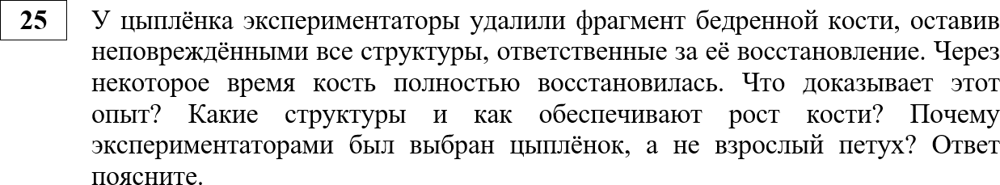 25 У цыплёнка экспериментаторы удалили фрагмент бедренной кости, оставив
неповреждёнными все структуры, ответственные за её восстановление. Через
некоторое время кость полностью восстановилась. Что доказывает этот
опыт? Какие структуры и как обеспечивают рост кости? Почему
экспериментаторами был выбран цыплёнок, а не взрослый петух? Ответ
поясните.